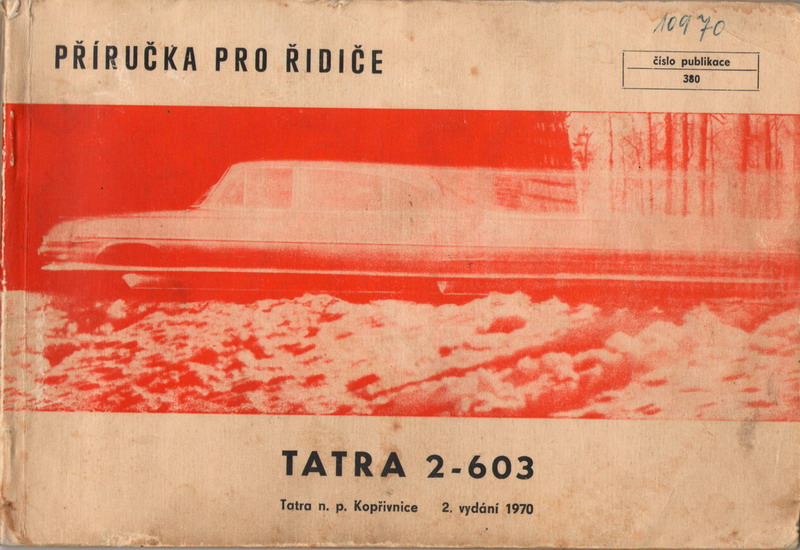 10970
PŘÍRUČKA PRO ŘIDIČE
číslo publikace
380
TATRA 2-603
Tatra n. p. Kopřivnice 2. vydání 1970